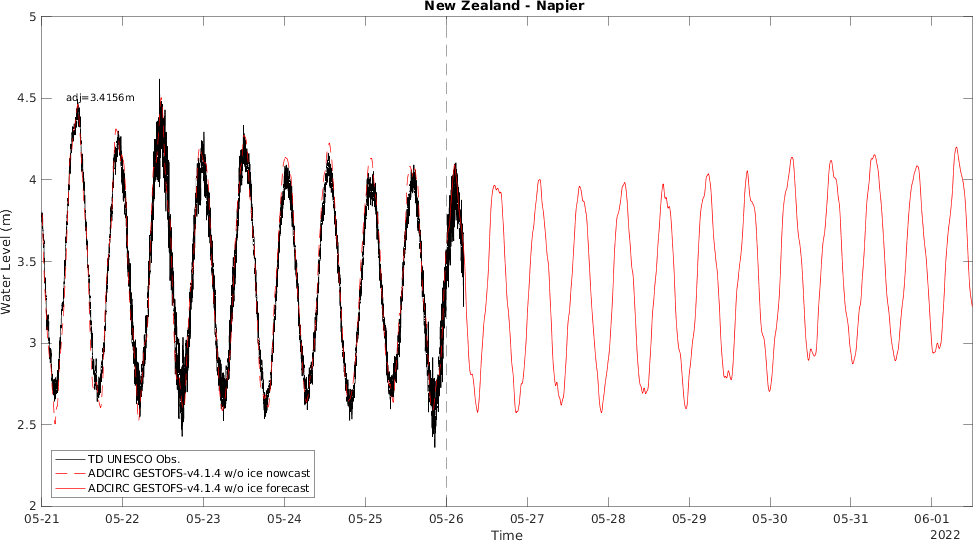 New Zealand - Napier
5
4.5
4
3.5
3
2.5
2
Water Level (m)
adj=3.4156m
TD UNESCO Obs.
ADCIRC GESTOFS-v4.1.4 w/o ice nowcast
ADCIRC GESTOFS-v4.1.4 w/o ice forecast
05-21 05-22 05-23 05-24 05-25 05-26 05-27 05-28 05-29 05-30 05-31 06-01
2022
Time